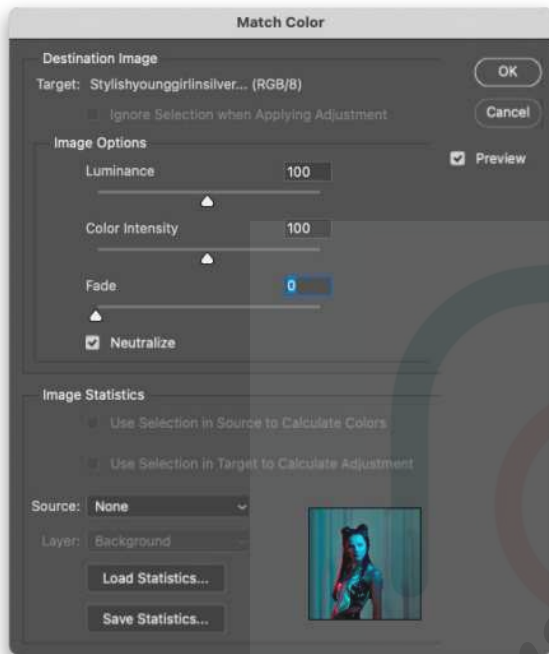 Match Color
Destination Image
Target: Stylishyounggirlinsilver... (RGB/8)
OK
Ignore Selection when Applying Adjustment
Cancel
Image Options
Preview
Luminance 100
Color Intensity 100
Fade 0
Neutralize
Image Statistics
Use Selection in Source to Calculate Colors
Use Selection in Target to Calculate Adjustment
Source: None
Layer: Background
Load Statistics...
Save Statistics...